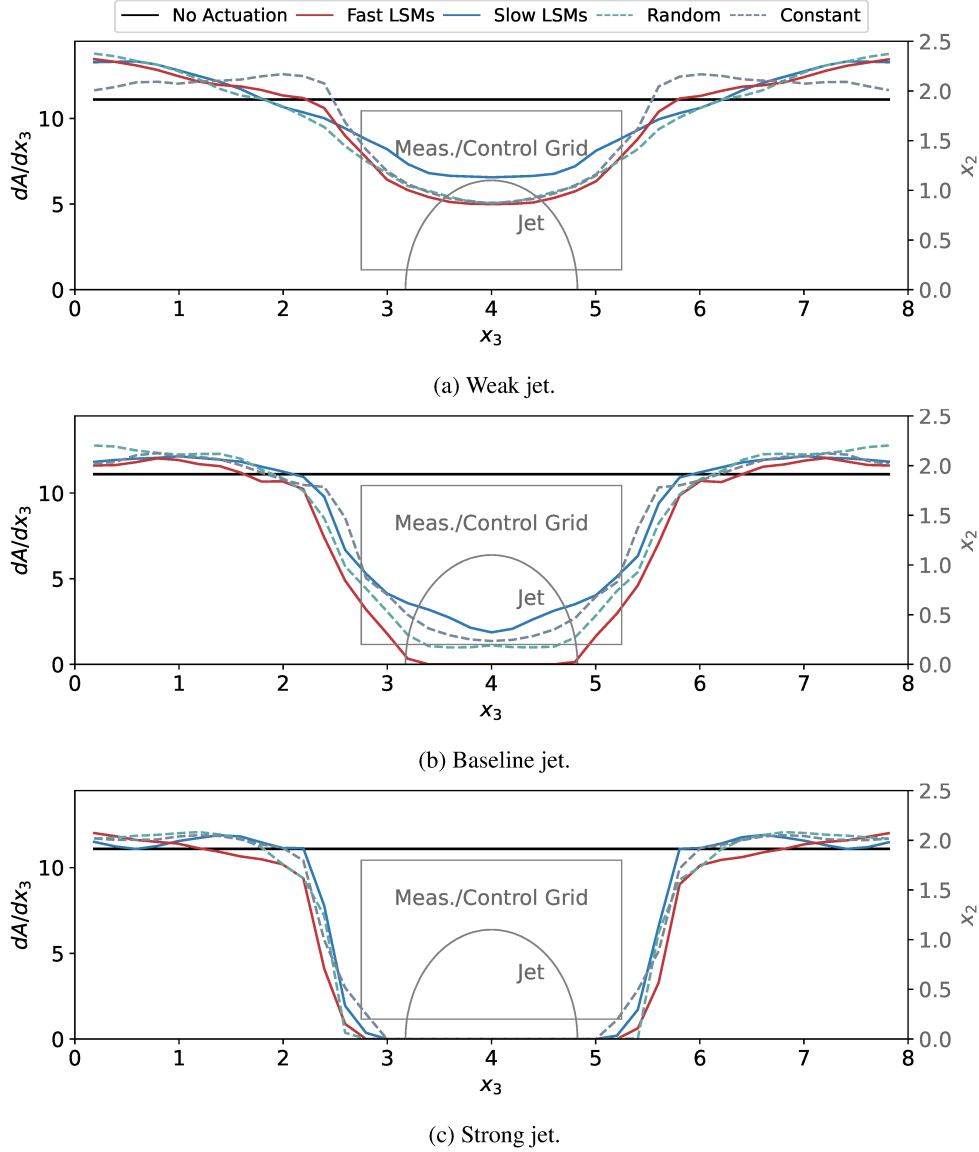 No Actuation Fast LSMs Slow LSMs Random Constant
dA/dx₃
10
5
0
Meas./Control Grid
Jet
2.5
2.0
1.5
1.0
0.5
0.0
x₂
0 1 2 3 4 5 6 7 8
x₃
(a) Weak jet.
dA/dx₃
10
5
0
Meas./Control Grid
Jet
2.5
2.0
1.5
1.0
0.5
0.0
x₂
0 1 2 3 4 5 6 7 8
x₃
(b) Baseline jet.
dA/dx₃
10
5
0
Meas./Control Grid
Jet
2.5
2.0
1.5
1.0
0.5
0.0
x₂
0 1 2 3 4 5 6 7 8
x₃
(c) Strong jet.